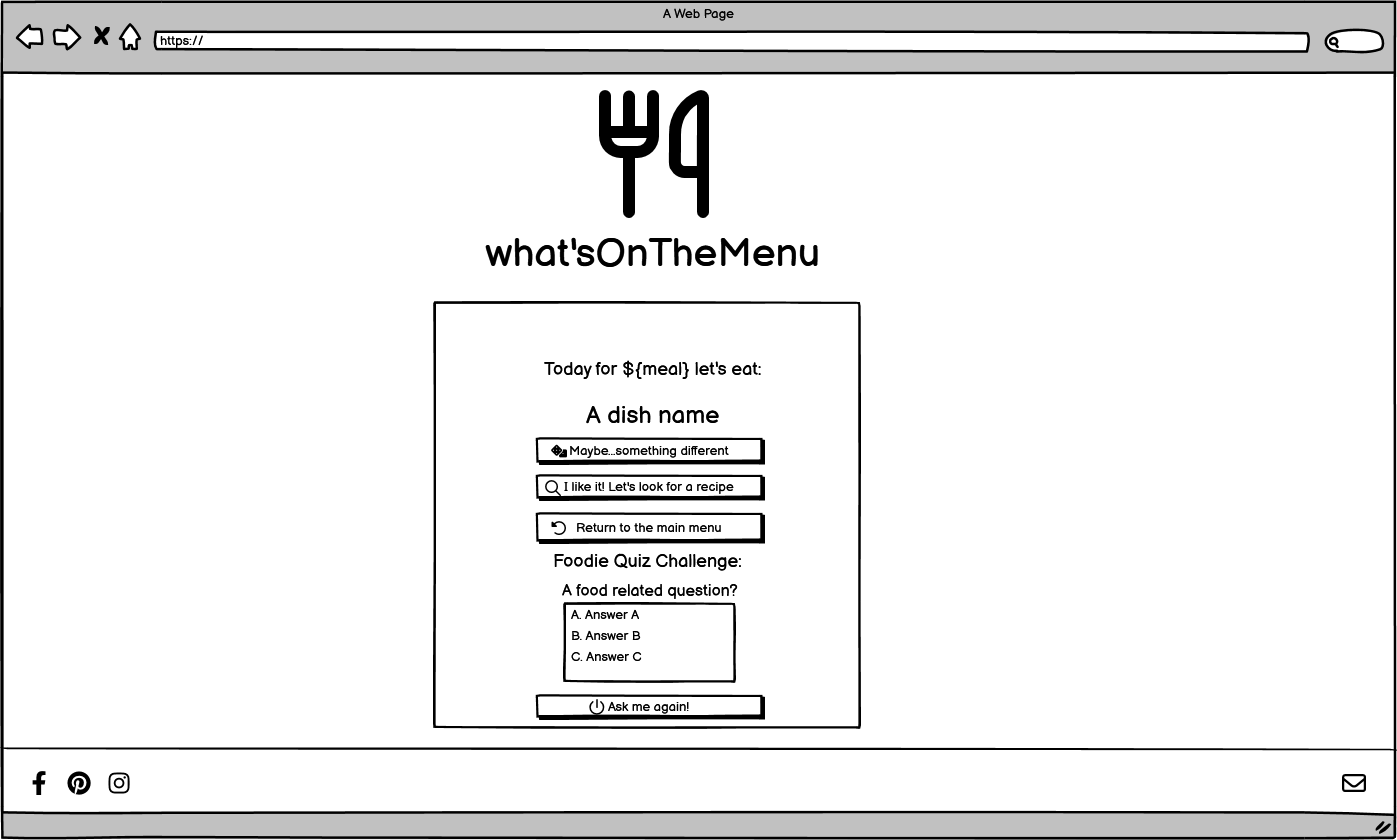 A Web Page
https://
what'sOnTheMenu
Today for ${meal} let's eat:
A dish name
Maybe...something different
I like it! Let's look for a recipe
Return to the main menu
Foodie Quiz Challenge:
A food related question?
A. Answer A
B. Answer B
C. Answer C
Ask me again!